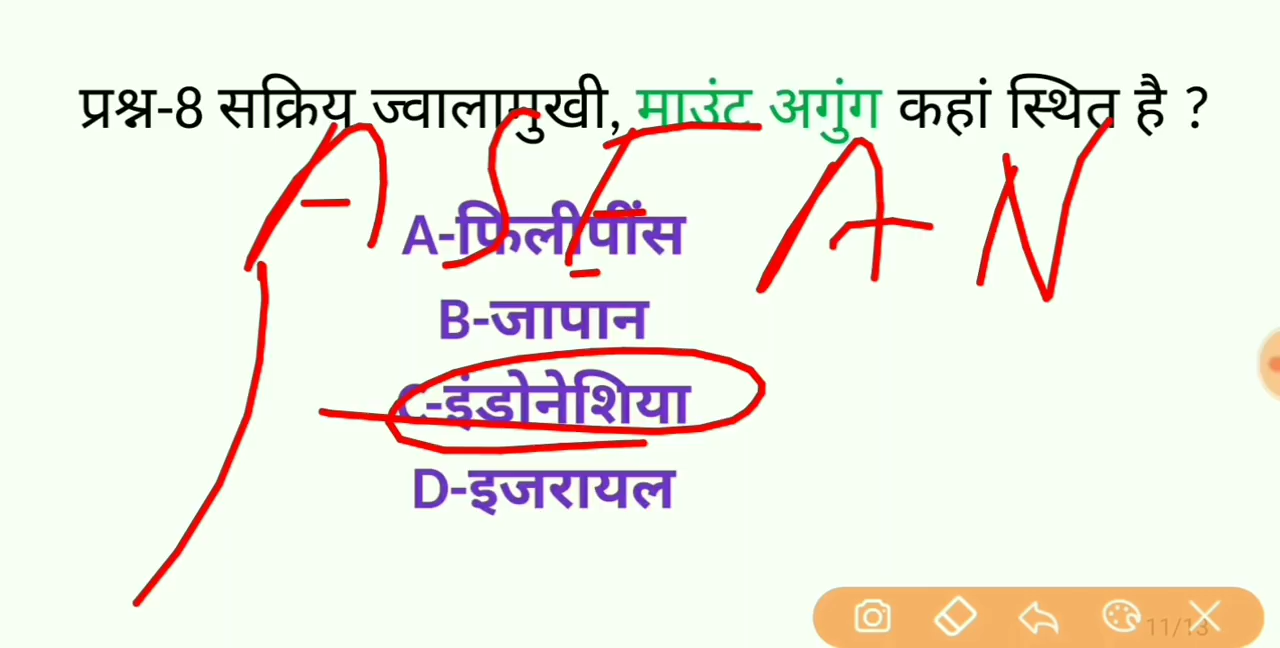 प्रश्न-8 सक्रिय ज्वालामुखी, माउंट अगुंग कहां स्थित है ?
ASEAN
A-फिलीपींस
B-जापान
C-इंडोनेशिया
D-इजरायल
11/13